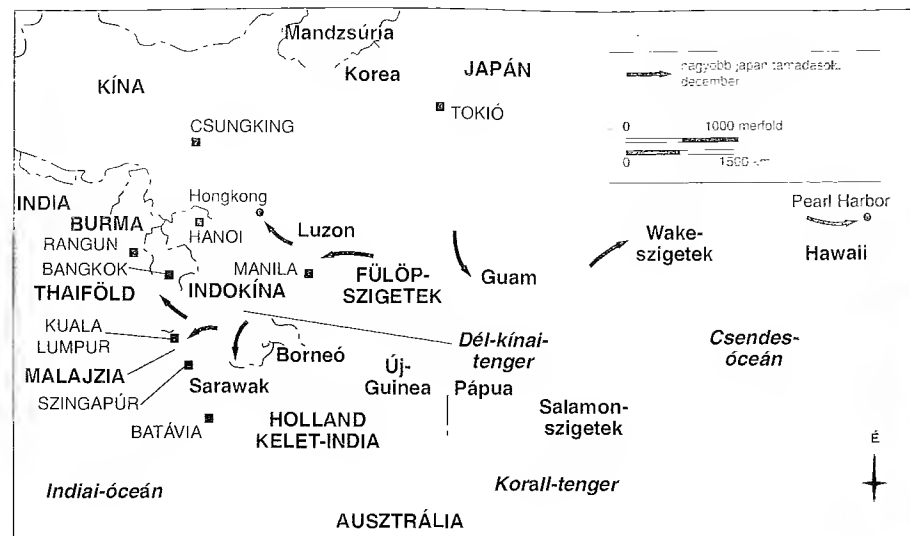 Mandzsúria
Korea
JAPÁN
KÍNA
TOKIÓ
CSUNGKING
nagyobb japán támadások,
december
0 1000 merfold
0 1500 km
INDIA
BURMA
Hongkong
HANOI
Luzon
RANGUN
BANGKOK
THAIFÖLD
INDOKÍNA
MANILA
FÜLÖP-
SZIGETEK
Guam
Wake-
szigetek
Pearl Harbor
Hawaii
KUALA
LUMPUR
MALAJZIA
SZINGAPÚR
Sarawak
Borneó
Dél-kínai-
tenger
Csendes-
óceán
Új-
Guinea
Pápua
BATÁVIA
HOLLAND
KELET-INDIA
Salamon-
szigetek
É
Indiai-óceán
Korall-tenger
AUSZTRÁLIA